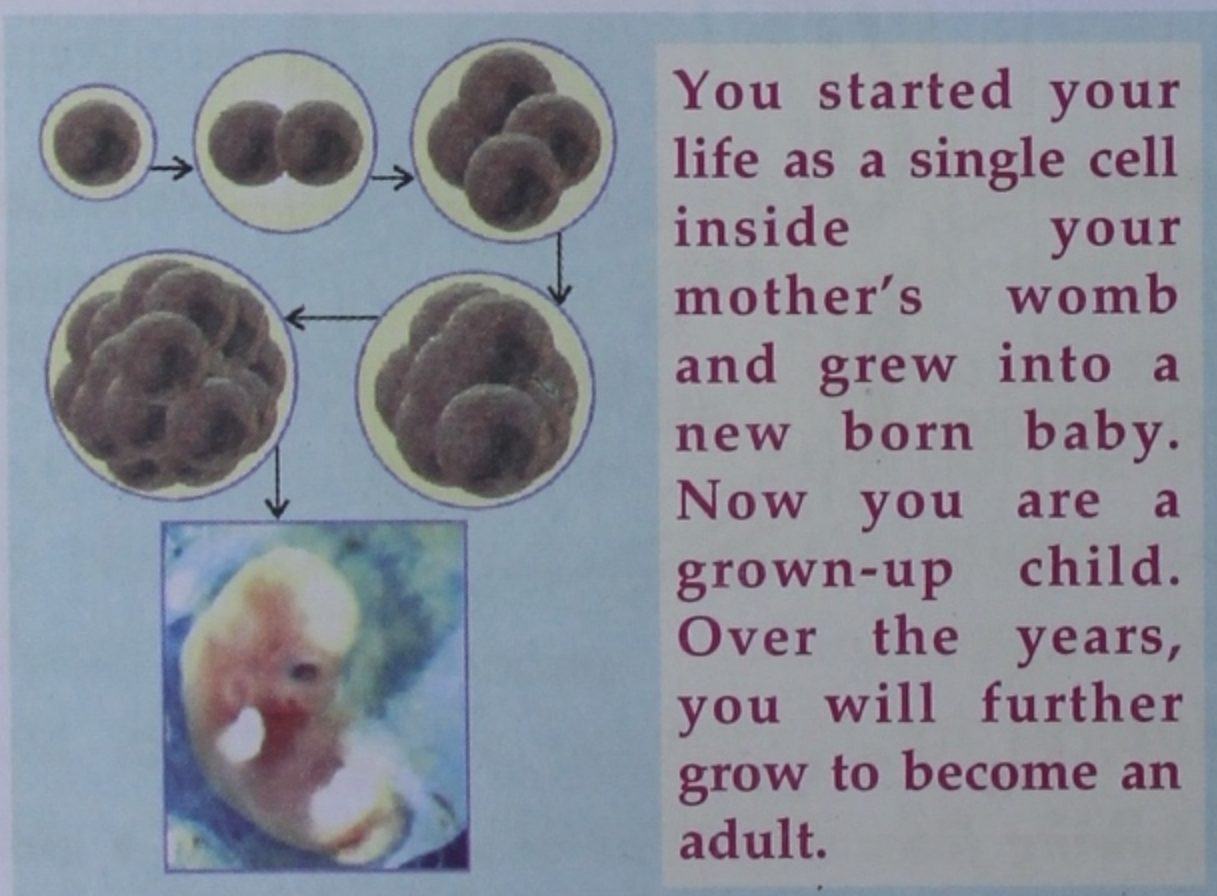 You started your
life as a single cell
inside your
mother's womb
and grew into a
new born baby.
Now you are a
grown-up child.
Over the years,
you will further
grow to become an
adult.